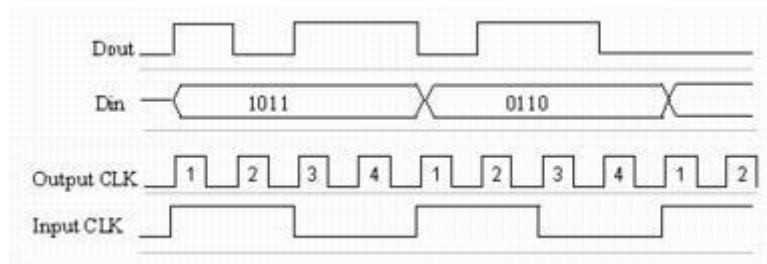 Dout
Din 1011 0110
Output CLK 1 2 3 4 1 2 3 4 1 2
Input CLK